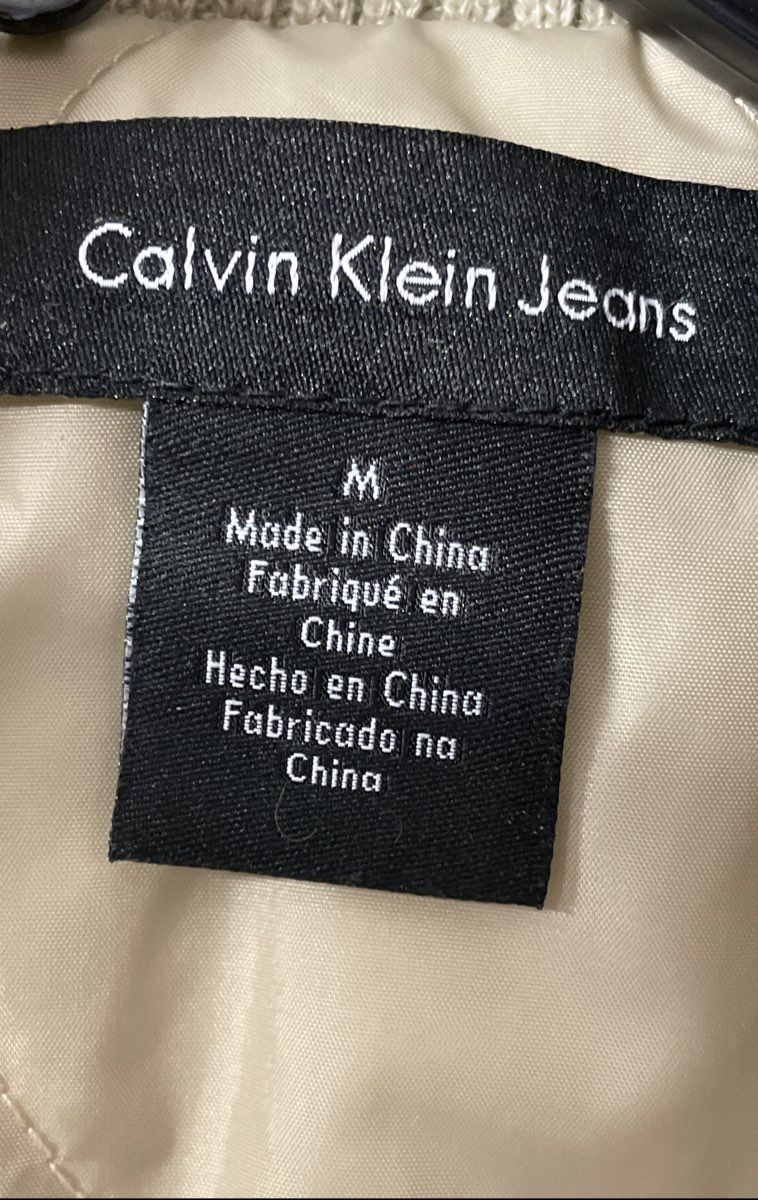 Calvin Klein Jeans
M
Made in China
Fabriqué en
Chine
Hecho en China
Fabricado na
China